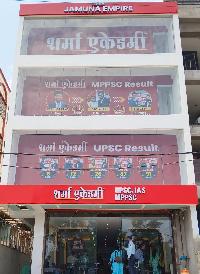 JAMUNA EMPIRE
शर्मा एकेडमी
शर्मा एकेडमी MPPSC Result
शर्मा एकेडमी UPSC Result
शर्मा एकेडमी UPSC, IAS
MPPSC